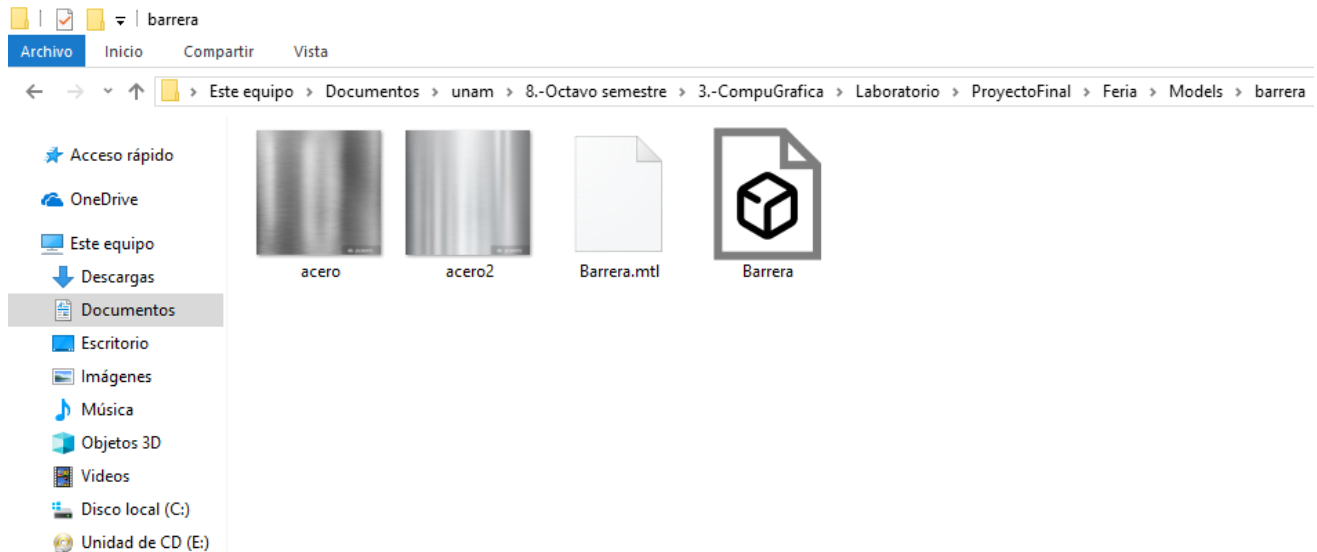 barrera
Archivo Inicio Compartir Vista
Este equipo > Documentos > unam > 8.-Octavo semestre > 3.-CompuGrafica > Laboratorio > ProyectoFinal > Feria > Models > barrera
Acceso rápido
OneDrive
Este equipo
Descargas
Documentos
Escritorio
Imágenes
Música
Objetos 3D
Videos
Disco local (C:)
Unidad de CD (E:)
acero acero2 Barrera.mtl Barrera